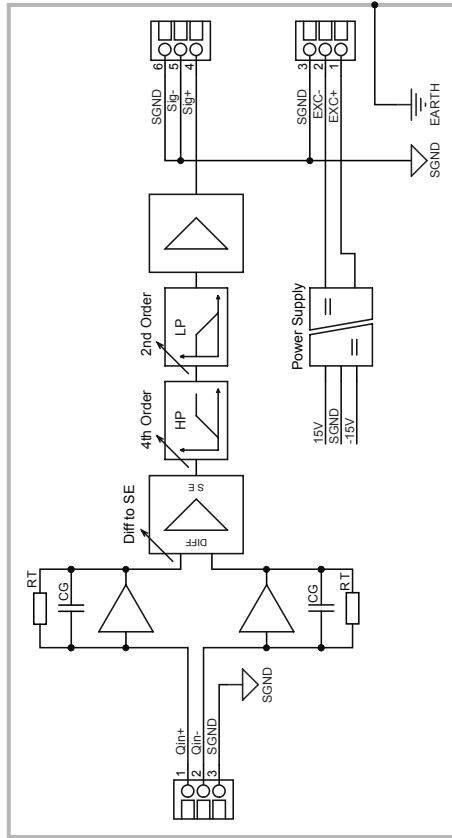 6
5
4
SGND
Sig-
Sig+
3
2
1
SGND
EXC-
EXC+
EARTH
SGND
2nd Order
LP
4th Order
HP
Power Supply
15V
SGND
-15V
Diff to SE
S E
DIFF
RT
CG
CG
RT
1
2
3
Qin+
Qin-
SGND
SGND